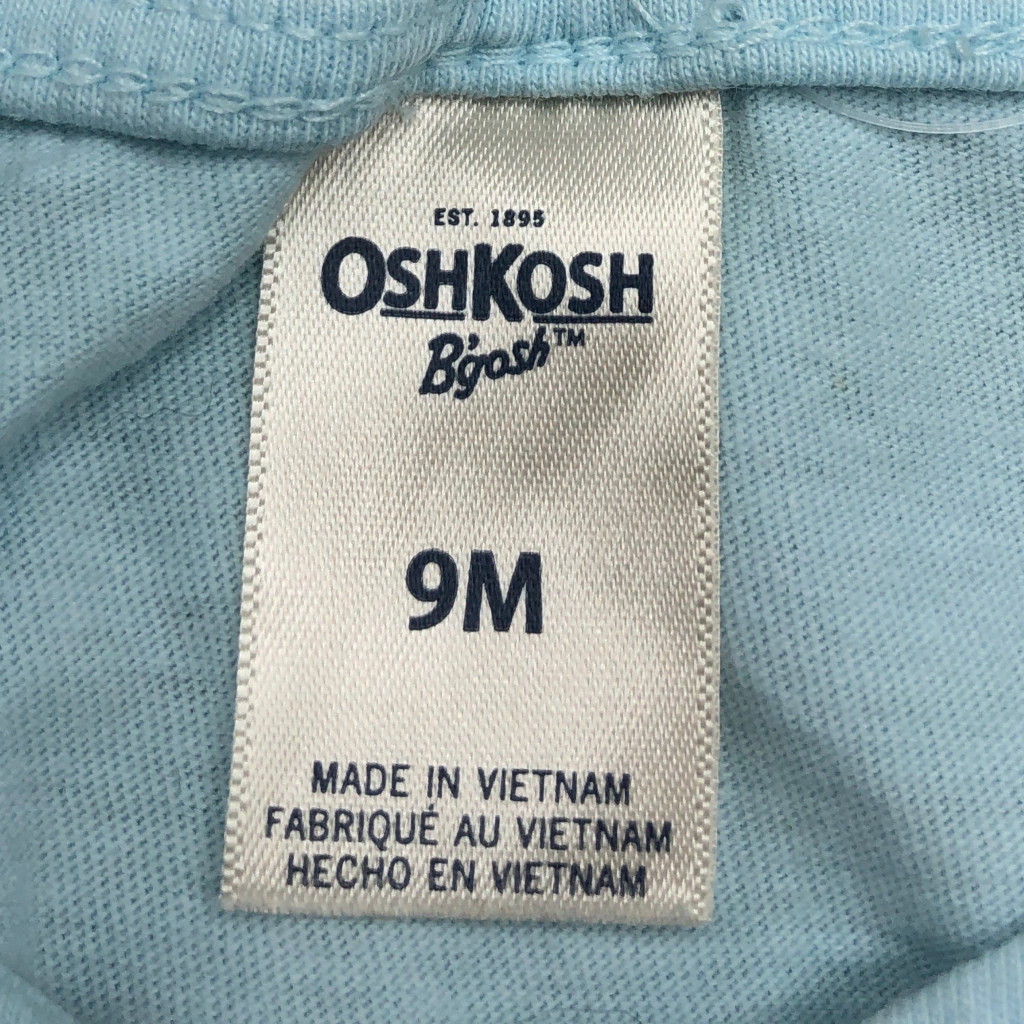 EST. 1895
OSHKOSH
B'gosh™
9M
MADE IN VIETNAM
FABRIQUÉ AU VIETNAM
HECHO EN VIETNAM